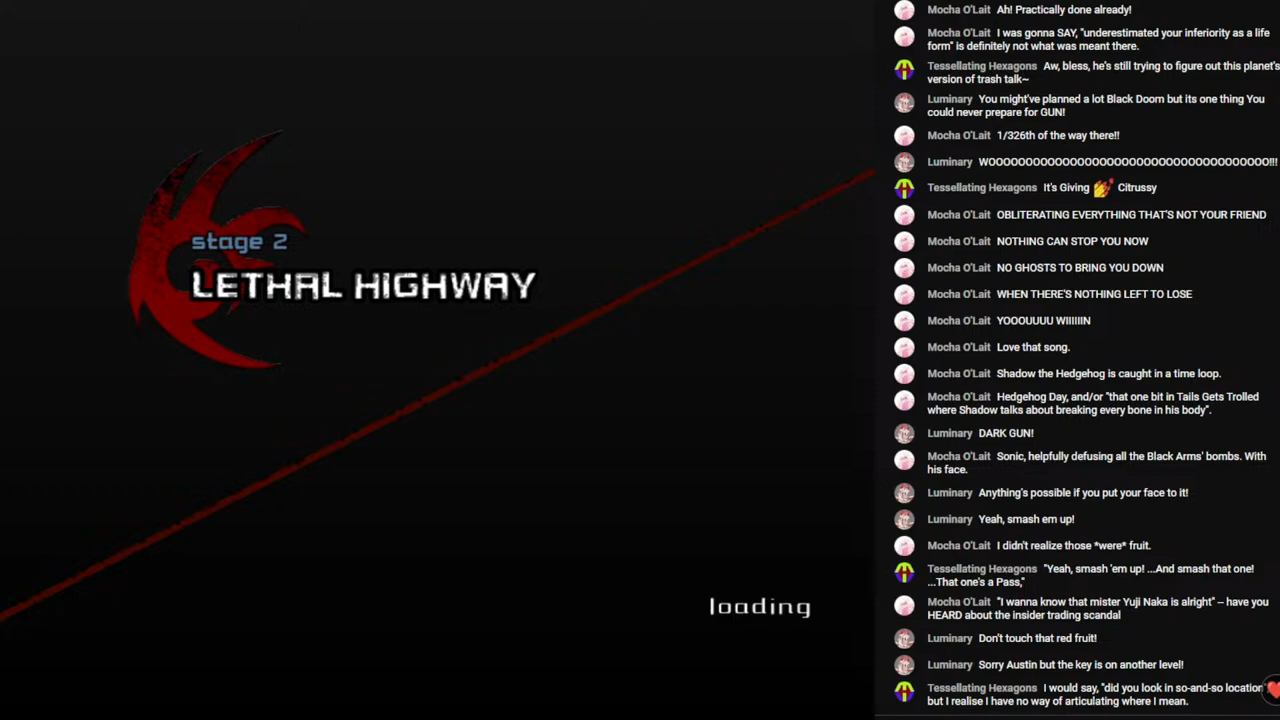 stage 2
LETHAL HIGHWAY
loading
Mocha O'Lait Ah! Practically done already!
Mocha O'Lait I was gonna SAY, "underestimated your inferiority as a life
form" is definitely not what was meant there.
Tessellating Hexagons Aw, bless, he's still trying to figure out this planet's
version of trash talk~
Luminary You might've planned a lot Black Doom but its one thing You
could never prepare for GUN!
Mocha O'Lait 1/326th of the way there!!
Luminary WOOOOOOOOOOOOOOOOOOOOOOOOOOOOOOOOOOOOOO!!!
Tessellating Hexagons It's Giving 💅 Citrussy
Mocha O'Lait OBLITERATING EVERYTHING THAT'S NOT YOUR FRIEND
Mocha O'Lait NOTHING CAN STOP YOU NOW
Mocha O'Lait NO GHOSTS TO BRING YOU DOWN
Mocha O'Lait WHEN THERE'S NOTHING LEFT TO LOSE
Mocha O'Lait YOOOUUUU WIIIIIIN
Mocha O'Lait Love that song.
Mocha O'Lait Shadow the Hedgehog is caught in a time loop.
Mocha O'Lait Hedgehog Day, and/or "that one bit in Tails Gets Trolled
where Shadow talks about breaking every bone in his body".
Luminary DARK GUN!
Mocha O'Lait Sonic, helpfully defusing all the Black Arms' bombs. With
his face.
Luminary Anything's possible if you put your face to it!
Luminary Yeah, smash em up!
Mocha O'Lait I didn't realize those *were* fruit.
Tessellating Hexagons "Yeah, smash 'em up! ...And smash that one!
...That one's a Pass,"
Mocha O'Lait "I wanna know that mister Yuji Naka is alright" – have you
HEARD about the insider trading scandal
Luminary Don't touch that red fruit!
Luminary Sorry Austin but the key is on another level!
Tessellating Hexagons I would say, "did you look in so-and-so location"
but I realise I have no way of articulating where I mean.